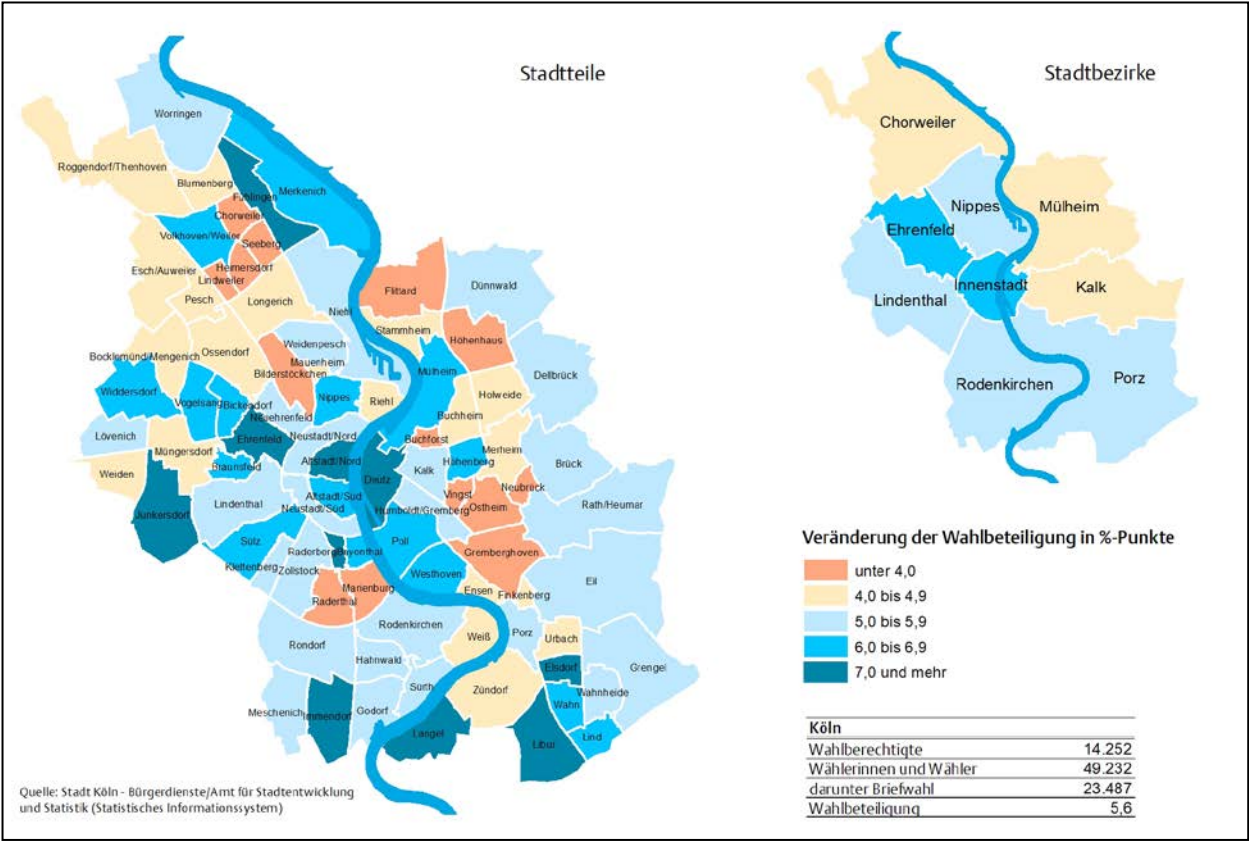 Stadtteile
Worringen
Roggendorf/Thenhoven
Blumenberg
Fühlingen
Merkenich
Chorweiler
Volkhoven/Weiler
Seeberg
Heimersdorf
Esch/Auweiler
Lindweiler
Pesch
Longerich
Flittard
Dünnwald
Niehl
Stammheim
Höhenhaus
Weidenpesch
Ossendorf
Bocklemünd/Mengenich
Mauenheim
Bilderstöckchen
Mülheim
Dellbrück
Widdersdorf
Nippes
Riehl
Holweide
Vogelsang
Bickendorf
Neuehrenfeld
Buchheim
Lövenich
Ehrenfeld
Neustadt/Nord
Buchforst
Müngersdorf
Merheim
Altstadt/Nord
Höhenberg
Brück
Weiden
Braunsfeld
Kalk
Deutz
Neubrück
Vingst
Altstadt/Süd
Lindenthal
Neustadt/Süd
Humboldt/Gremberg
Ostheim
Rath/Heumar
Junkersdorf
Sülz
Raderberg
Bayenthal
Poll
Gremberghoven
Klettenberg
Zollstock
Westhoven
Eil
Marienburg
Ensen
Finkenberg
Raderthal
Rodenkirchen
Weiß
Porz
Urbach
Rondorf
Hahnwald
Elsdorf
Grengel
Sürth
Zündorf
Wahnheide
Wahn
Meschenich
Immendorf
Godorf
Langel
Libur
Lind
Quelle: Stadt Köln - Bürgerdienste/Amt für Stadtentwicklung
und Statistik (Statistisches Informationssystem)
Stadtbezirke
Chorweiler
Nippes
Mülheim
Ehrenfeld
Innenstadt
Kalk
Lindenthal
Rodenkirchen
Porz
Veränderung der Wahlbeteiligung in %-Punkte
unter 4,0
4,0 bis 4,9
5,0 bis 5,9
6,0 bis 6,9
7,0 und mehr
Köln
Wahlberechtigte 14.252
Wählerinnen und Wähler 49.232
darunter Briefwahl 23.487
Wahlbeteiligung 5,6